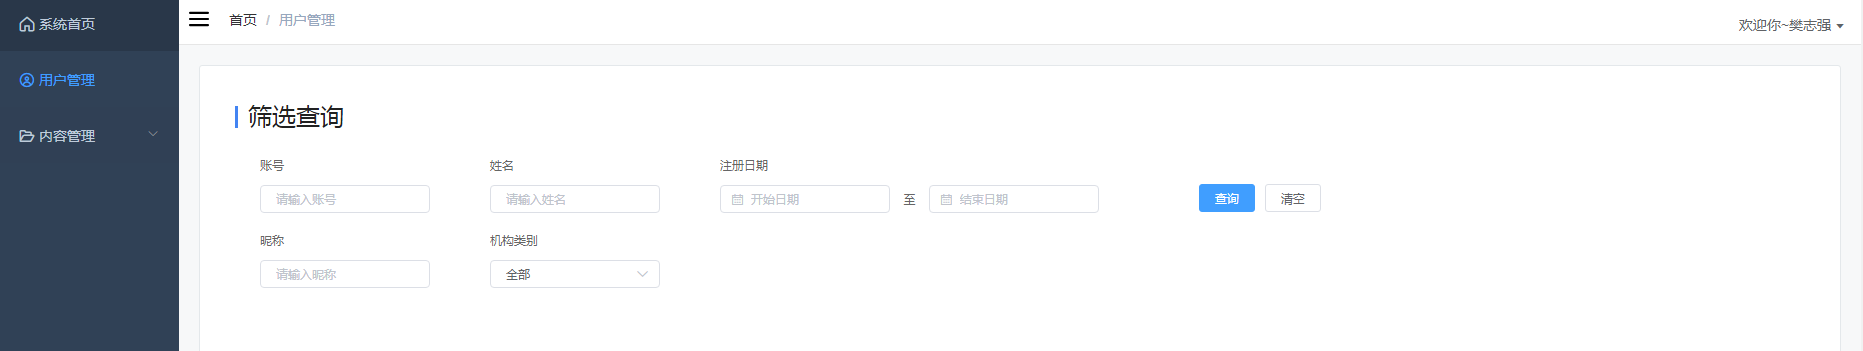 系统首页
用户管理
内容管理
首页 / 用户管理
欢迎你~樊志强
筛选查询
账号
姓名
注册日期
请输入账号
请输入姓名
开始日期
至
结束日期
查询
清空
昵称
机构类别
请输入昵称
全部